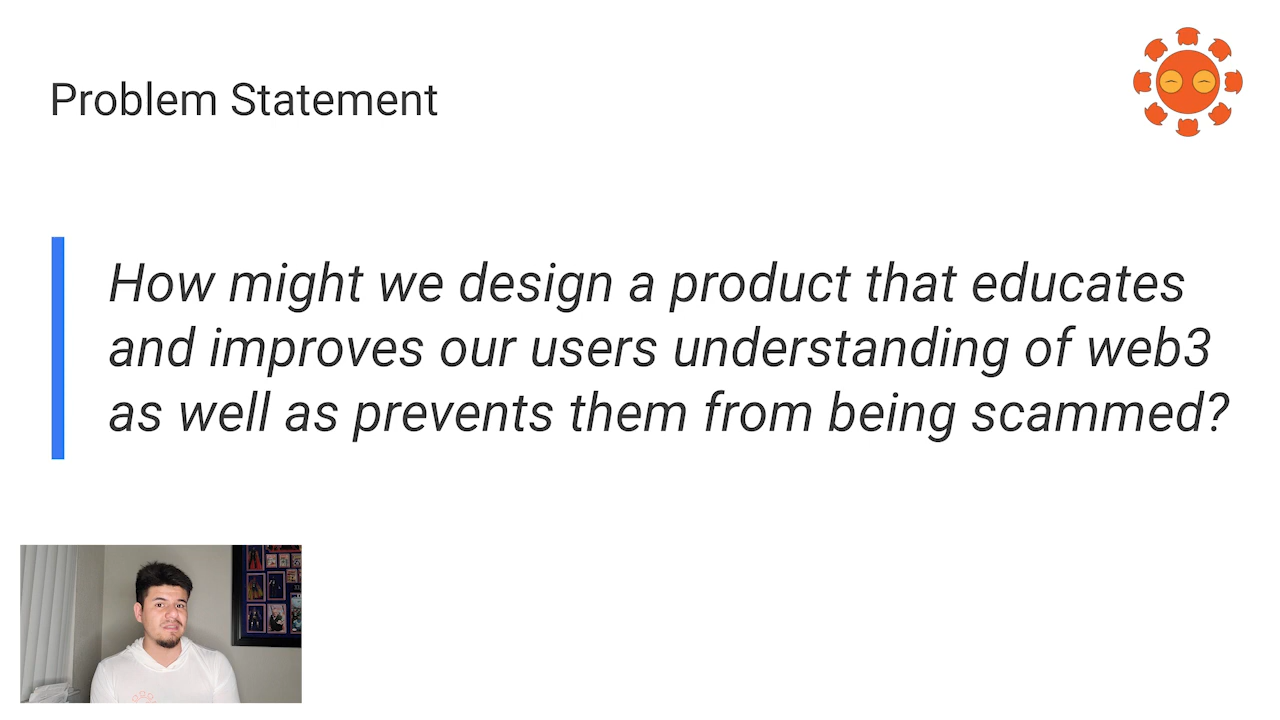 Problem Statement
How might we design a product that educates
and improves our users understanding of web3
as well as prevents them from being scammed?